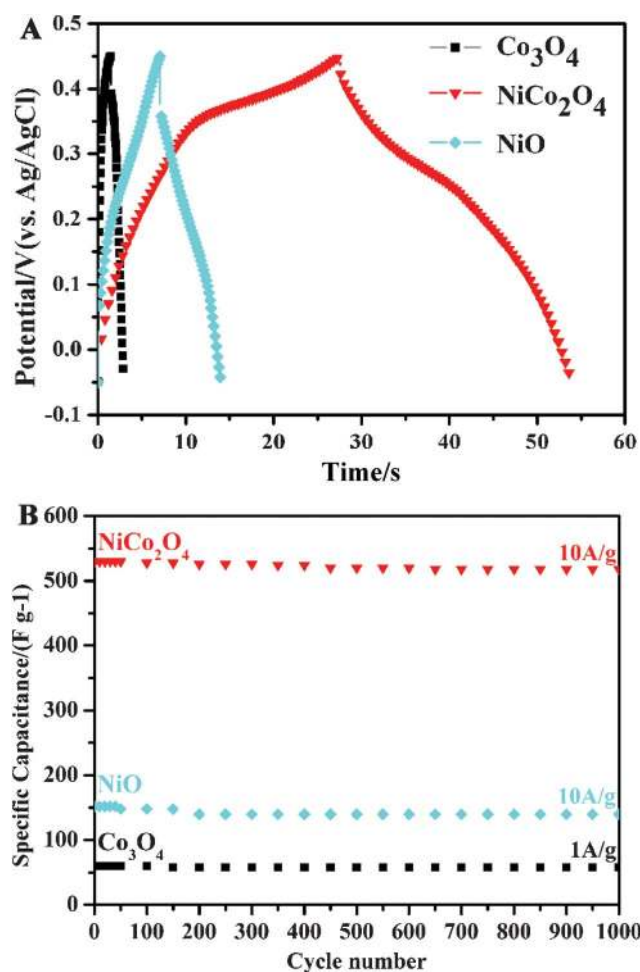 A
Co₃O₄
NiCo₂O₄
NiO
Potential/V(vs. Ag/AgCl)
0.5
0.4
0.3
0.2
0.1
0.0
-0.1
0 10 20 30 40 50 60
Time/s
B
Specific Capacitance/(F g-1)
600
500
400
300
200
100
0
NiCo₂O₄ 10A/g
NiO 10A/g
Co₃O₄ 1A/g
0 100 200 300 400 500 600 700 800 900 1000
Cycle number